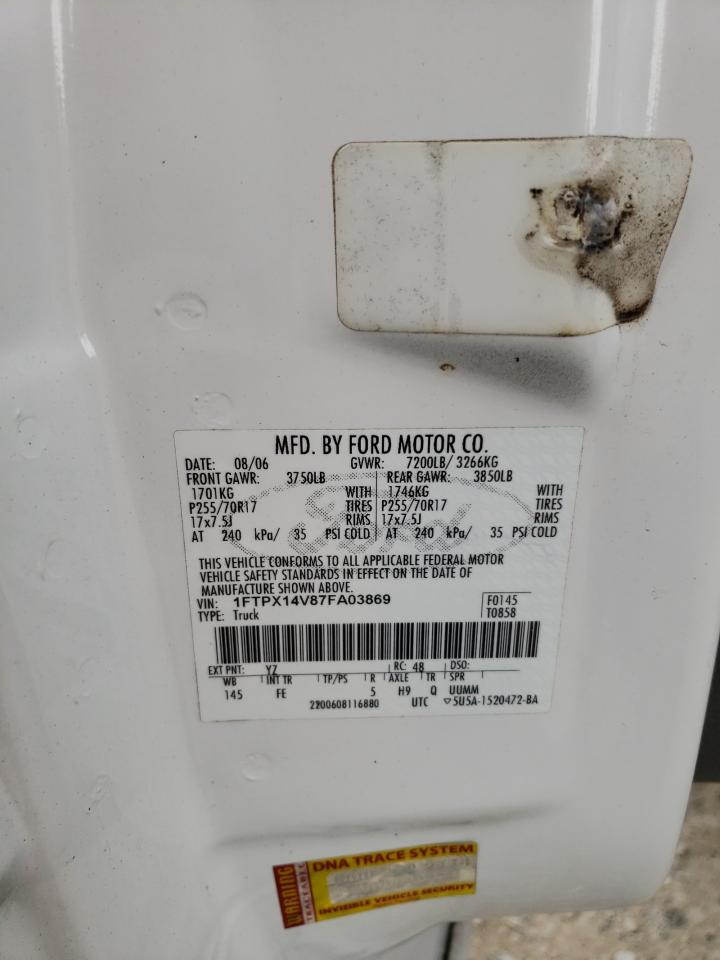 MFD. BY FORD MOTOR CO.
DATE: 08/06 GVWR: 7200LB/ 3266KG
FRONT GAWR: 3750LB REAR GAWR: 3850LB
1701KG WITH 1746KG WITH
P255/70R17 TIRES P255/70R17 TIRES
17x7.5J RIMS 17x7.5J RIMS
AT 240 kPa/ 35 PSI COLD AT 240 kPa/ 35 PSI COLD
Ford
THIS VEHICLE CONFORMS TO ALL APPLICABLE FEDERAL MOTOR
VEHICLE SAFETY STANDARDS IN EFFECT ON THE DATE OF
MANUFACTURE SHOWN ABOVE.
VIN: 1FTPX14V87FA03869 F0145
TYPE: Truck T0858
EXT PNT: YZ RC: 48 DSO:
WB INT TR TP/PS R AXLE TR SPR
145 FE 5 H9 Q UUMM
2200608116880 UTC ▽5U5A-1520472-BA
WARNING
DNA TRACE SYSTEM
INVISIBLE VEHICLE SECURITY